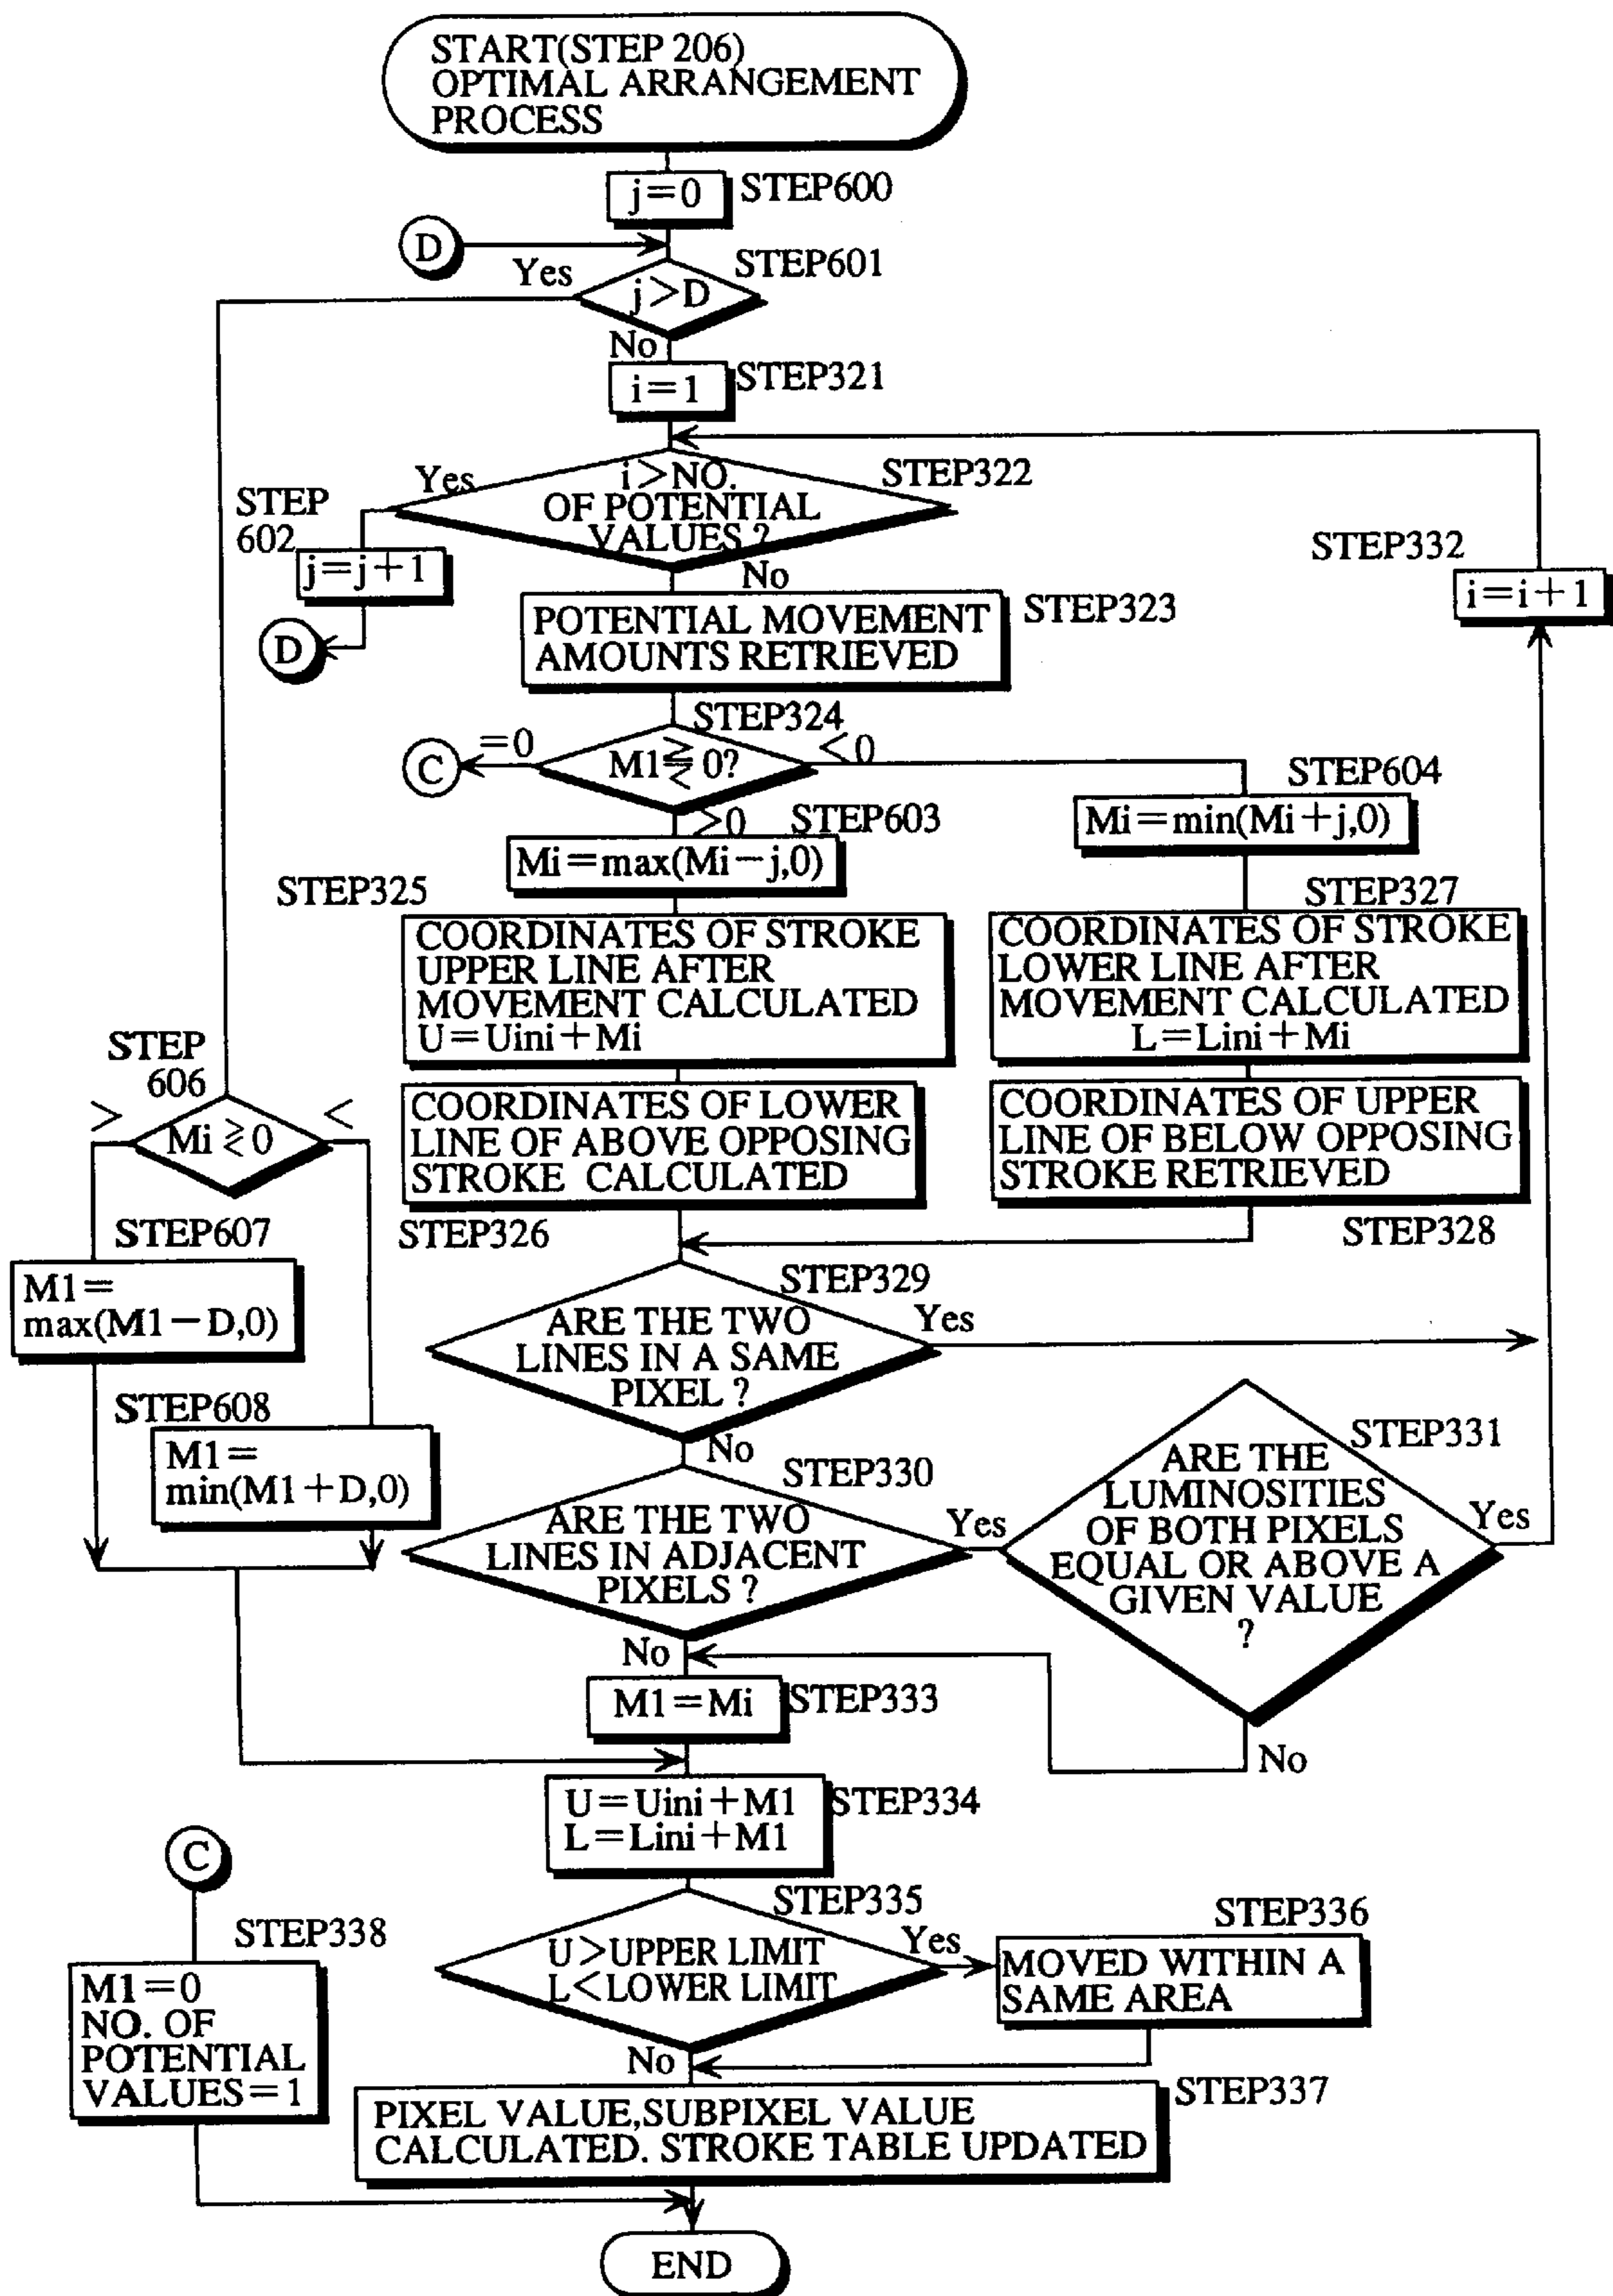 START(STEP 206)
OPTIMAL ARRANGEMENT
PROCESS
j=0
STEP600
D
STEP601
Yes
j>D
No
i=1
STEP321
Yes
i>NO.
OF POTENTIAL
VALUES ?
STEP322
STEP
602
j=j+1
D
No
STEP332
i=i+1
POTENTIAL MOVEMENT
AMOUNTS RETRIEVED
STEP323
STEP324
C
=0
M1≧< 0?
<0
>0
STEP603
Mi=max(Mi−j,0)
STEP604
Mi=min(Mi+j,0)
STEP325
COORDINATES OF STROKE
UPPER LINE AFTER
MOVEMENT CALCULATED
U=Uini+Mi
STEP327
COORDINATES OF STROKE
LOWER LINE AFTER
MOVEMENT CALCULATED
L=Lini+Mi
STEP
606
>
Mi≷0
<
COORDINATES OF LOWER
LINE OF ABOVE OPPOSING
STROKE CALCULATED
STEP326
COORDINATES OF UPPER
LINE OF BELOW OPPOSING
STROKE RETRIEVED
STEP328
STEP607
M1=
max(M1−D,0)
STEP608
M1=
min(M1+D,0)
STEP329
ARE THE TWO
LINES IN A SAME
PIXEL ?
Yes
No
STEP330
ARE THE TWO
LINES IN ADJACENT
PIXELS ?
Yes
STEP331
ARE THE
LUMINOSITIES
OF BOTH PIXELS
EQUAL OR ABOVE A
GIVEN VALUE
?
Yes
No
No
M1=Mi
STEP333
U=Uini+M1
L=Lini+M1
STEP334
C
STEP338
M1=0
NO. OF
POTENTIAL
VALUES=1
STEP335
U>UPPER LIMIT
L<LOWER LIMIT
Yes
STEP336
MOVED WITHIN A
SAME AREA
No
STEP337
PIXEL VALUE,SUBPIXEL VALUE
CALCULATED. STROKE TABLE UPDATED
END